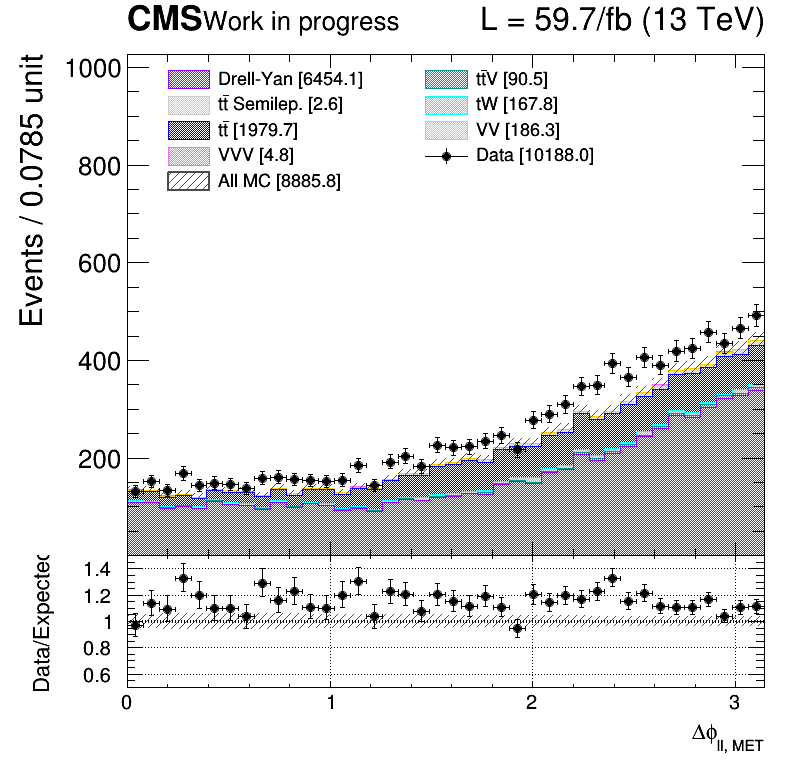 CMS Work in progress L = 59.7/fb (13 TeV)
Events / 0.0785 unit
1000
800
600
400
200
Drell-Yan [6454.1]
tt̄ Semilep. [2.6]
tt̄ [1979.7]
VVV [4.8]
All MC [8885.8]
tt̄V [90.5]
tW [167.8]
VV [186.3]
Data [10188.0]
Data/Expected
1.4
1.2
1
0.8
0.6
0 1 2 3
Δϕll, MET